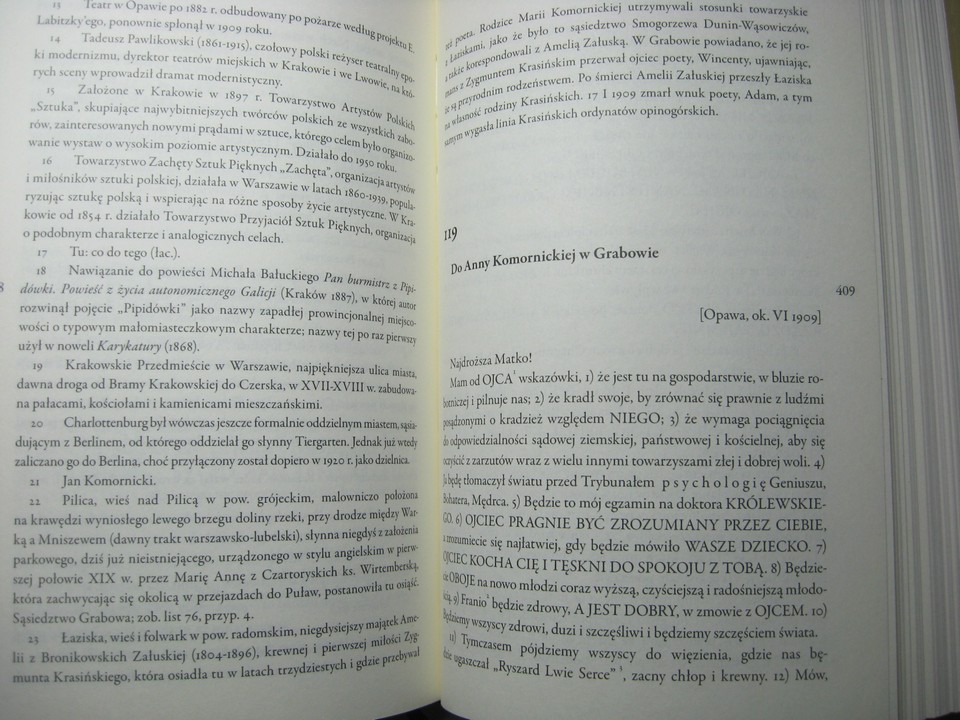 13 Teatr w Opawie po 1882 r. odbudowany po pożarze według projektu E.
Labitzky'ego, ponownie spłonął w 1909 roku.
14 Tadeusz Pawlikowski (1861-1915), czołowy polski reżyser teatralny epo-
ki modernizmu, dyrektor teatrów miejskich w Krakowie i we Lwowie, na któ-
rych sceny wprowadził dramat modernistyczny.
15 Założone w Krakowie w 1897 r. Towarzystwo Artystów Polskich
„Sztuka", skupiające najwybitniejszych twórców polskich ze wszystkich zabo-
rów, zainteresowanych nowymi prądami w sztuce, którego celem było organizo-
wanie wystaw o wysokim poziomie artystycznym. Działało do 1950 roku.
16 Towarzystwo Zachęty Sztuk Pięknych „Zachęta", organizacja artystów
i miłośników sztuki polskiej, działała w Warszawie w latach 1860-1939, popula-
ryzując sztukę polską i wspierając na różne sposoby życie artystyczne. W Kra-
kowie od 1854 r. działało Towarzystwo Przyjaciół Sztuk Pięknych, organizacja
o podobnym charakterze i analogicznych celach.
17 Tu: co do tego (łac.).
18 Nawiązanie do powieści Michała Bałuckiego Pan burmistrz z Pipi-
dówki. Powieść z życia autonomicznego Galicji (Kraków 1887), w której autor
rozwinął pojęcie „Pipidówki" jako nazwy zapadłej prowincjonalnej miejsco-
wości o typowym małomiasteczkowym charakterze; nazwy tej po raz pierwszy
użył w noweli Karykatury (1868).
19 Krakowskie Przedmieście w Warszawie, najpiękniejsza ulica miasta,
dawna droga od Bramy Krakowskiej do Czerska, w XVII-XVIII w. zabudowa-
na pałacami, kościołami i kamienicami mieszczańskimi.
20 Charlottenburg był wówczas jeszcze formalnie oddzielnym miastem, sąsia-
dującym z Berlinem, od którego oddzielał go słynny Tiergarten. Jednak już wtedy
zaliczano go do Berlina, choć przyłączony został dopiero w 1920 r. jako dzielnica.
21 Jan Komornicki.
22 Pilica, wieś nad Pilicą w pow. grójeckim, malowniczo położona
na krawędzi wyniosłego lewego brzegu doliny rzeki, przy drodze między War-
ką a Mniszewem (dawny trakt warszawsko-lubelski), słynna niegdyś z założenia
parkowego, dziś już nieistniejącego, urządzonego w stylu angielskim w pierw-
szej połowie XIX w. przez Marię Annę z Czartoryskich ks. Wirtemberską,
która zachwycając się okolicą w przejazdach do Puław, postanowiła tu osiąść.
Sąsiedztwo Grabowa; zob. list 76, przyp. 4.
23 Łaziska, wieś i folwark w pow. radomskim, niegdysiejszy majątek Ame-
lii z Bronikowskich Załuskiej (1804-1896), krewnej i pierwszej miłości Zyg-
munta Krasińskiego, która osiadła tu w latach trzydziestych i gdzie przebywał
8
też poeta. Rodzice Marii Komornickiej utrzymywali stosunki towarzyskie
z Łaziskami, jako że było to sąsiedztwo Smogorzewa Dunin-Wąsowiczów,
a także korespondowali z Amelią Załuską. W Grabowie powiadano, że jej ro-
mans z Zygmuntem Krasińskim przerwał ojciec poety, Wincenty, ujawniając,
że są przyrodnim rodzeństwem. Po śmierci Amelii Załuskiej przeszły Łaziska
na własność rodziny Krasińskich. 17 I 1909 zmarł wnuk poety, Adam, a tym
samym wygasła linia Krasińskich ordynatów opinogórskich.
119
Do Anny Komornickiej w Grabowie
409
[Opawa, ok. VI 1909]
Najdroższa Matko!
Mam od OJCA¹ wskazówki, 1) że jest tu na gospodarstwie, w bluzie ro-
botniczej i pilnuje nas; 2) że kradł swoje, by zrównać się prawnie z ludźmi
posądzonymi o kradzież względem NIEGO; 3) że wymaga pociągnięcia
do odpowiedzialności sądowej ziemskiej, państwowej i kościelnej, aby się
oczyścić z zarzutów wraz z wielu innymi towarzyszami złej i dobrej woli. 4)
Ja będę tłomaczył światu przed Trybunałem psychologię Geniuszu,
Bohatera, Mędrca. 5) Będzie to mój egzamin na doktora KRÓLEWSKIE-
GO. 6) OJCIEC PRAGNIE BYĆ ZROZUMIANY PRZEZ CIEBIE,
a zrozumiecie się najłatwiej, gdy będzie mówiło WASZE DZIECKO. 7)
OJCIEC KOCHA CIĘ I TĘSKNI DO SPOKOJU Z TOBĄ. 8) Będzie-
cie OBOJE na nowo młodzi coraz wyższą, czyściejszą i radośniejszą młodo-
ścią. 9) Franio² będzie zdrowy, A JEST DOBRY, w zmowie z OJCEM. 10)
Będziemy wszyscy zdrowi, duzi i szczęśliwi i będziemy szczęściem świata.
11) Tymczasem pójdziemy wszyscy do więzienia, gdzie nas bę-
dzie ugaszczał „Ryszard Lwie Serce"³, zacny chłop i krewny. 12) Mów,